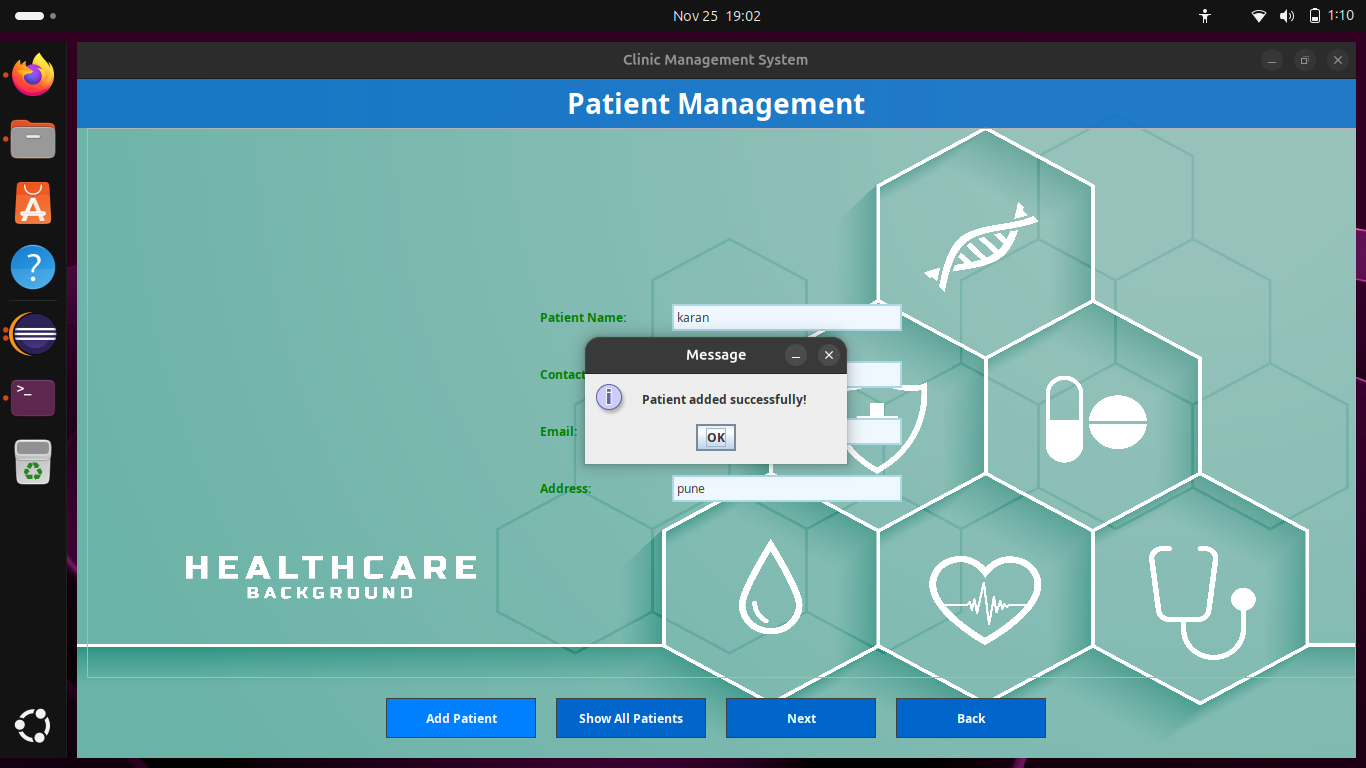 Nov 25 19:02
1:10
Clinic Management System
Patient Management
Patient Name:
karan
Message
Contact
Patient added successfully!
Email:
OK
Address:
pune
HEALTHCARE
BACKGROUND
Add Patient
Show All Patients
Next
Back